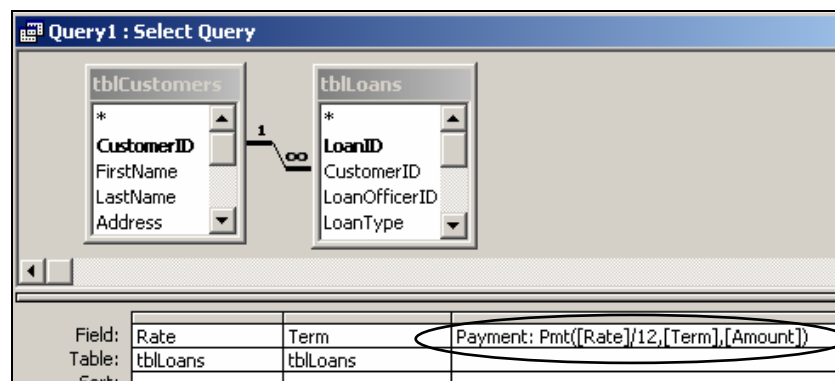 Query1 : Select Query
tblCustomers
*
CustomerID
FirstName
LastName
Address
1
∞
tblLoans
*
LoanID
CustomerID
LoanOfficerID
LoanType
Field: Rate Term Payment: Pmt([Rate]/12,[Term],[Amount])
Table: tblLoans tblLoans
Sort: